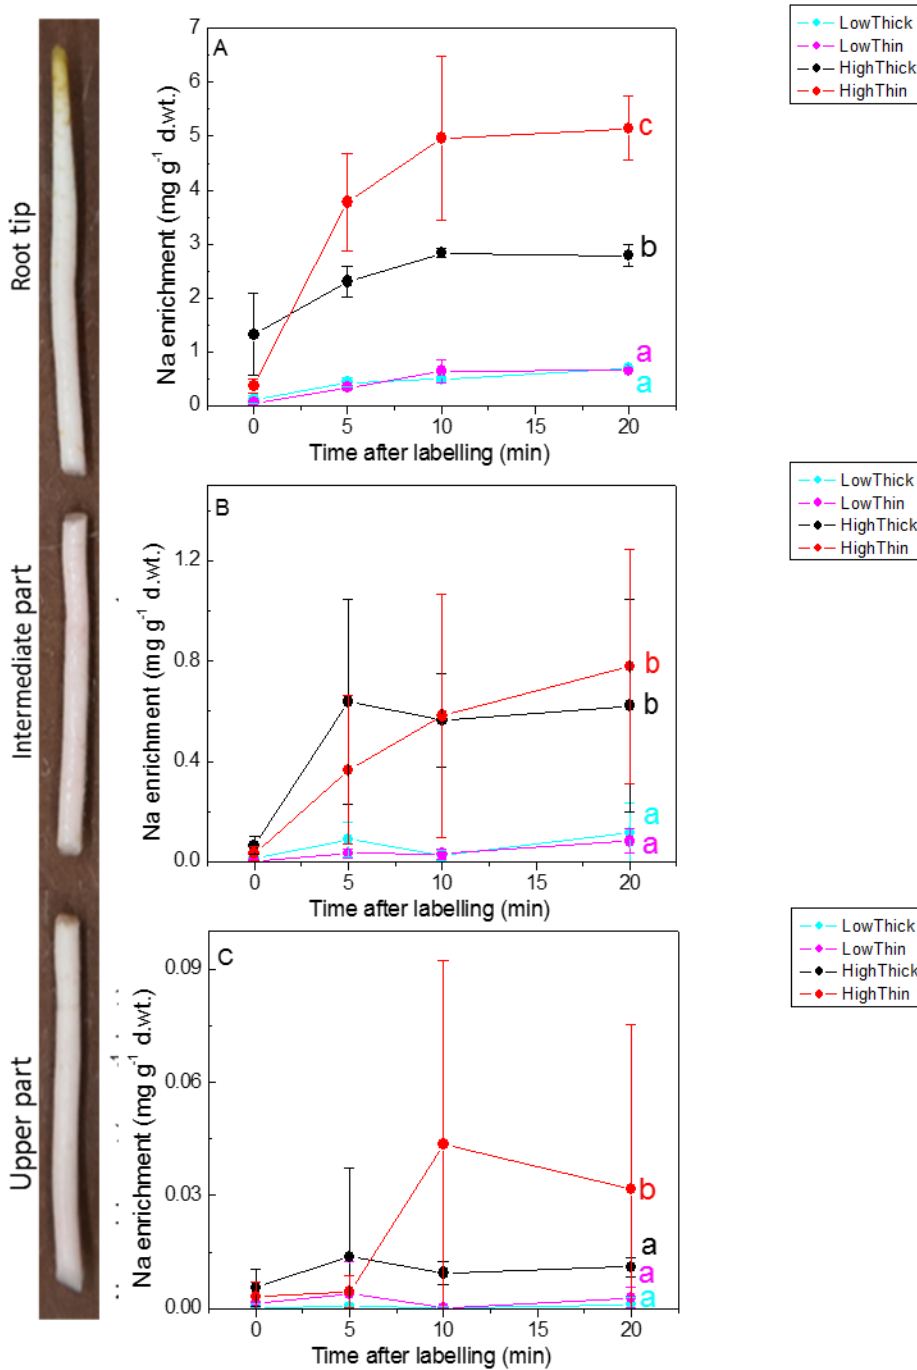 Root tip
A
Na enrichment (mg g⁻¹ d.wt.)
7
6
5
4
3
2
1
0
c
b
a
a
0 5 10 15 20
Time after labelling (min)
LowThick
LowThin
HighThick
HighThin
Intermediate part
B
Na enrichment (mg g⁻¹ d.wt.)
1.2
0.8
0.4
0.0
b
b
a
a
0 5 10 15 20
Time after labelling (min)
LowThick
LowThin
HighThick
HighThin
Upper part
C
Na enrichment (mg g⁻¹ d.wt.)
0.09
0.06
0.03
0.00
b
a
a
a
0 5 10 15 20
Time after labelling (min)
LowThick
LowThin
HighThick
HighThin